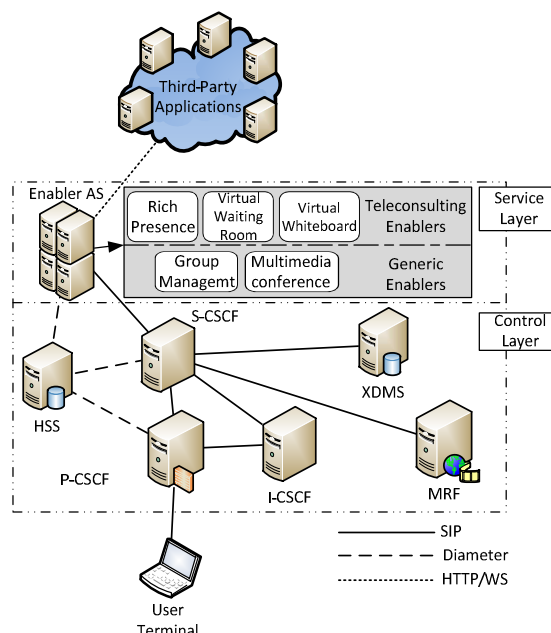 Third-Party
Applications
Enabler AS
Rich
Presence
Virtual
Waiting
Room
Virtual
Whiteboard
Teleconsulting
Enablers
Service
Layer
Group
Managemt
Multimedia
conference
Generic
Enablers
S-CSCF
Control
Layer
HSS
XDMS
P-CSCF
I-CSCF
MRF
SIP
Diameter
HTTP/WS
User
Terminal